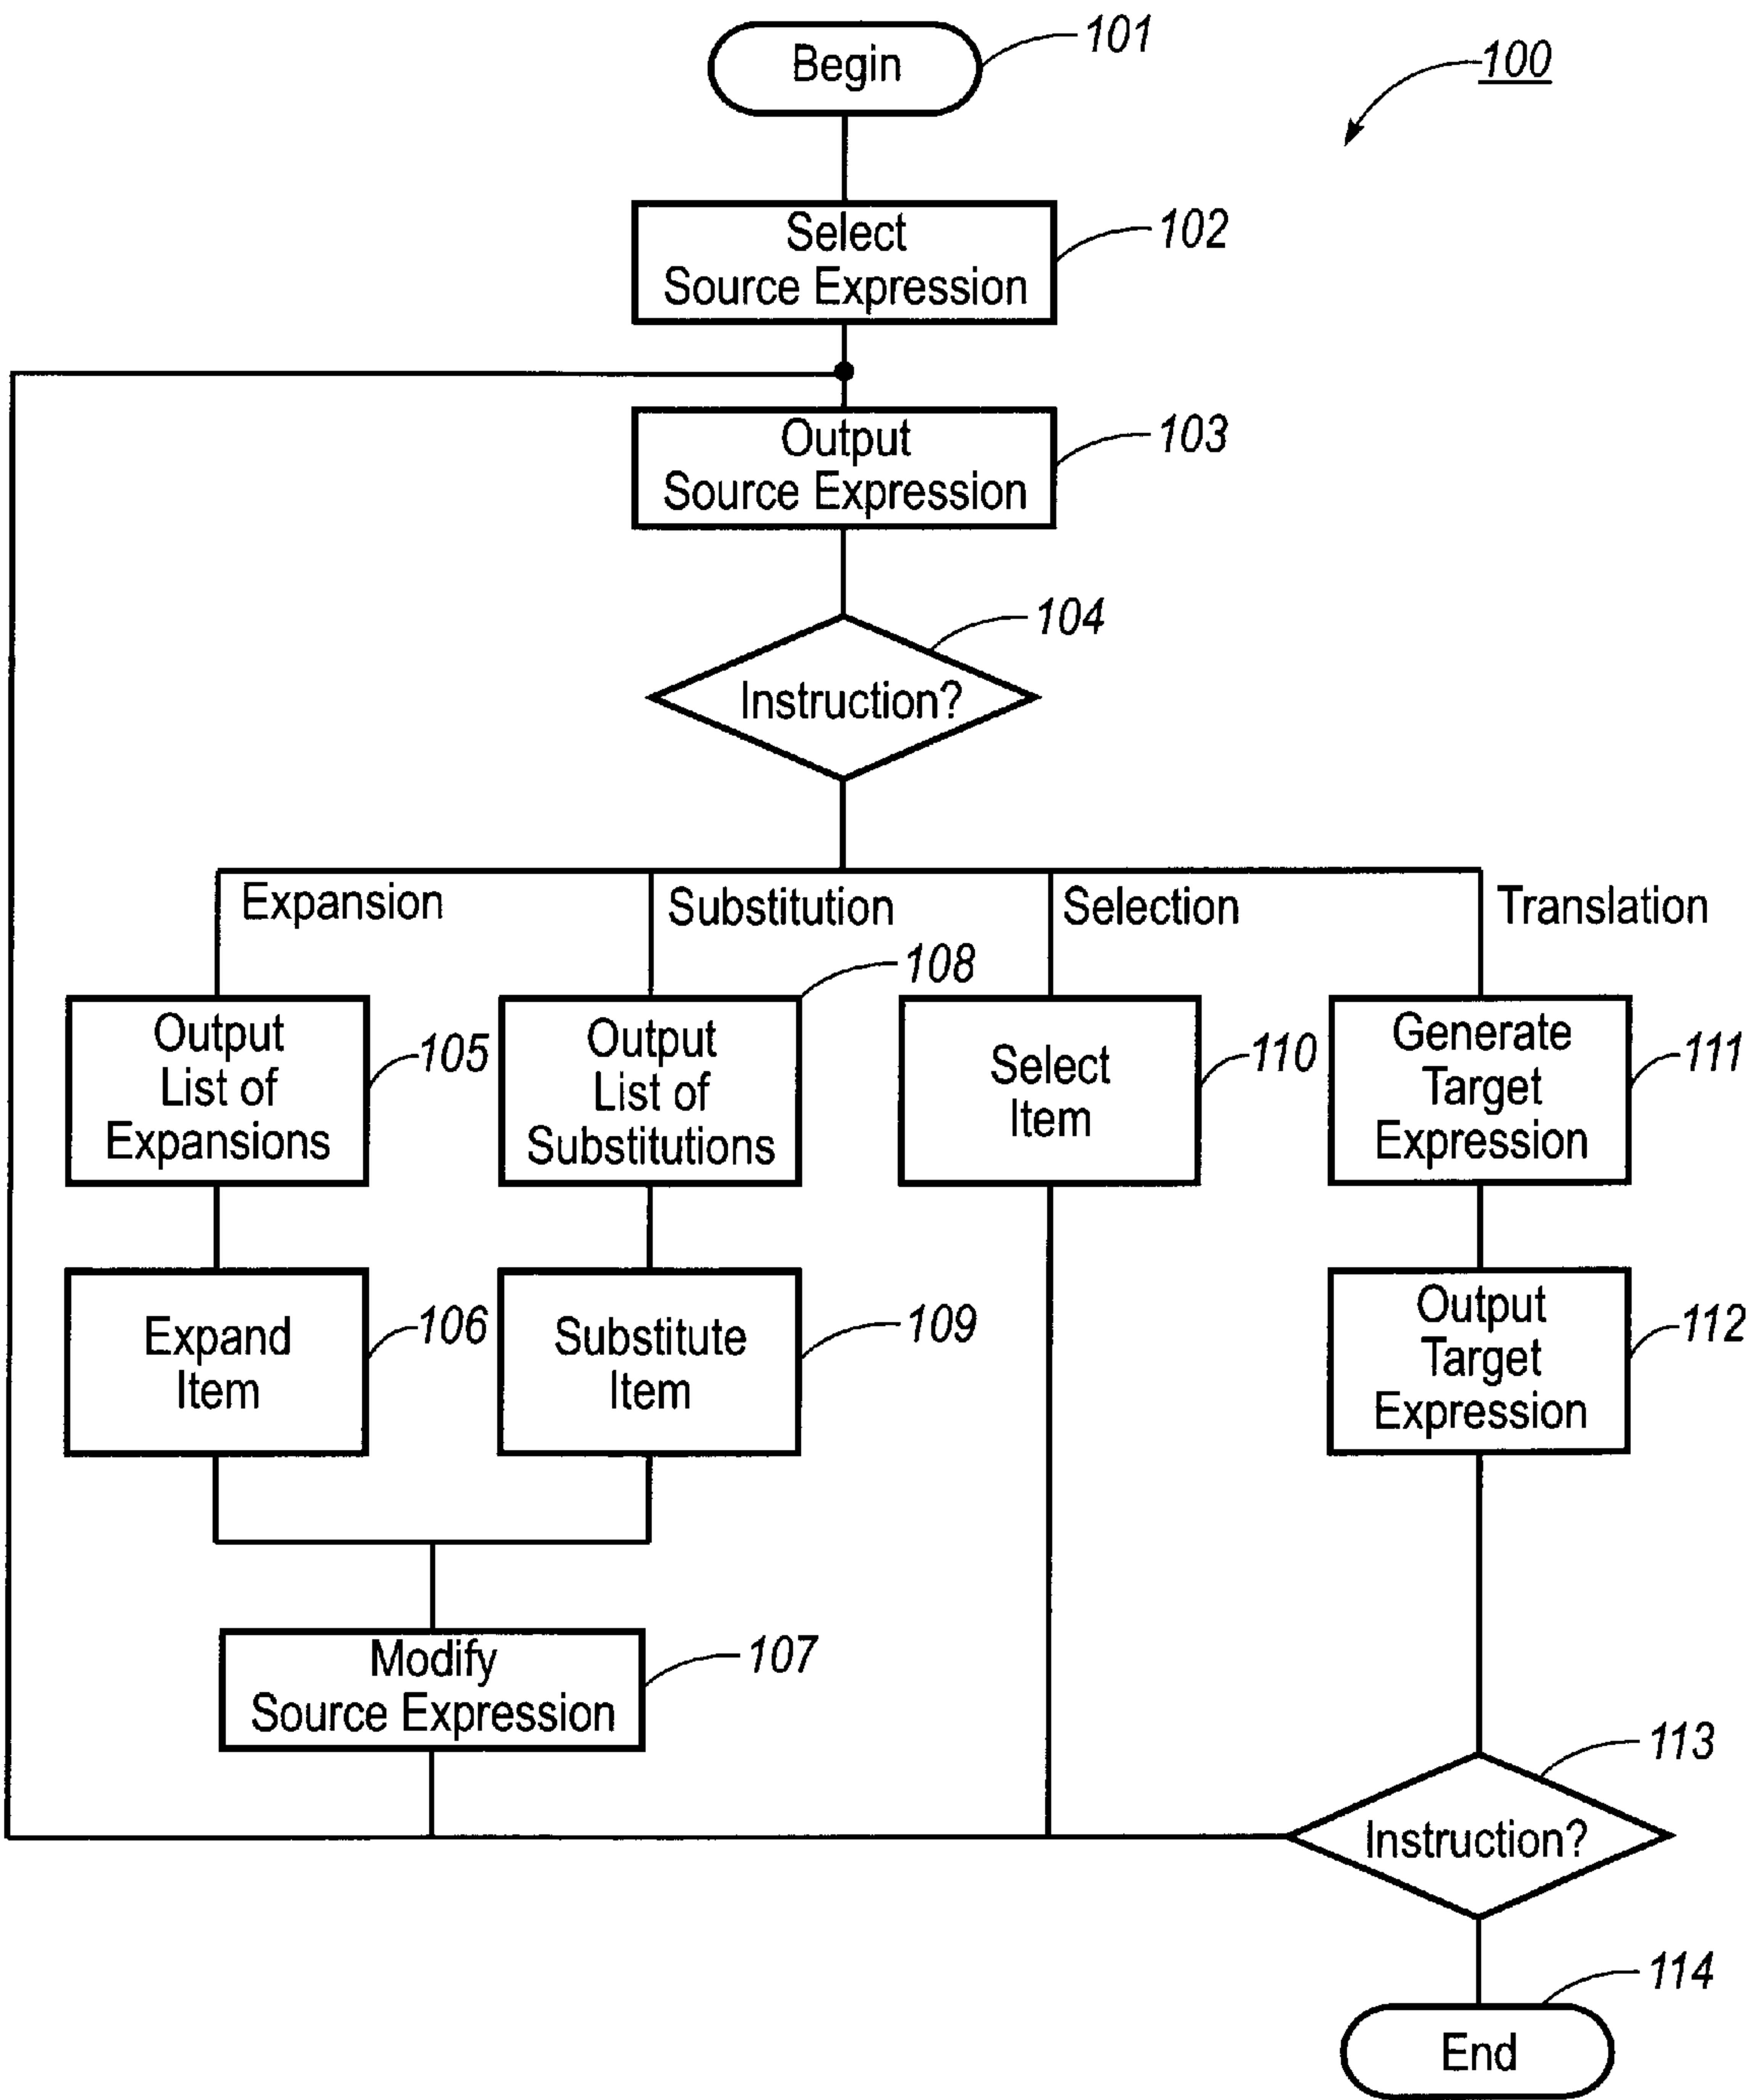 Begin
101
100
Select
Source Expression
102
Output
Source Expression
103
104
Instruction?
Expansion
Substitution
Selection
Translation
Output
List of
Expansions
105
108
Output
List of
Substitutions
Select
Item
110
Generate
Target
Expression
111
Expand
Item
106
Substitute
Item
109
Output
Target
Expression
112
Modify
Source Expression
107
113
Instruction?
114
End